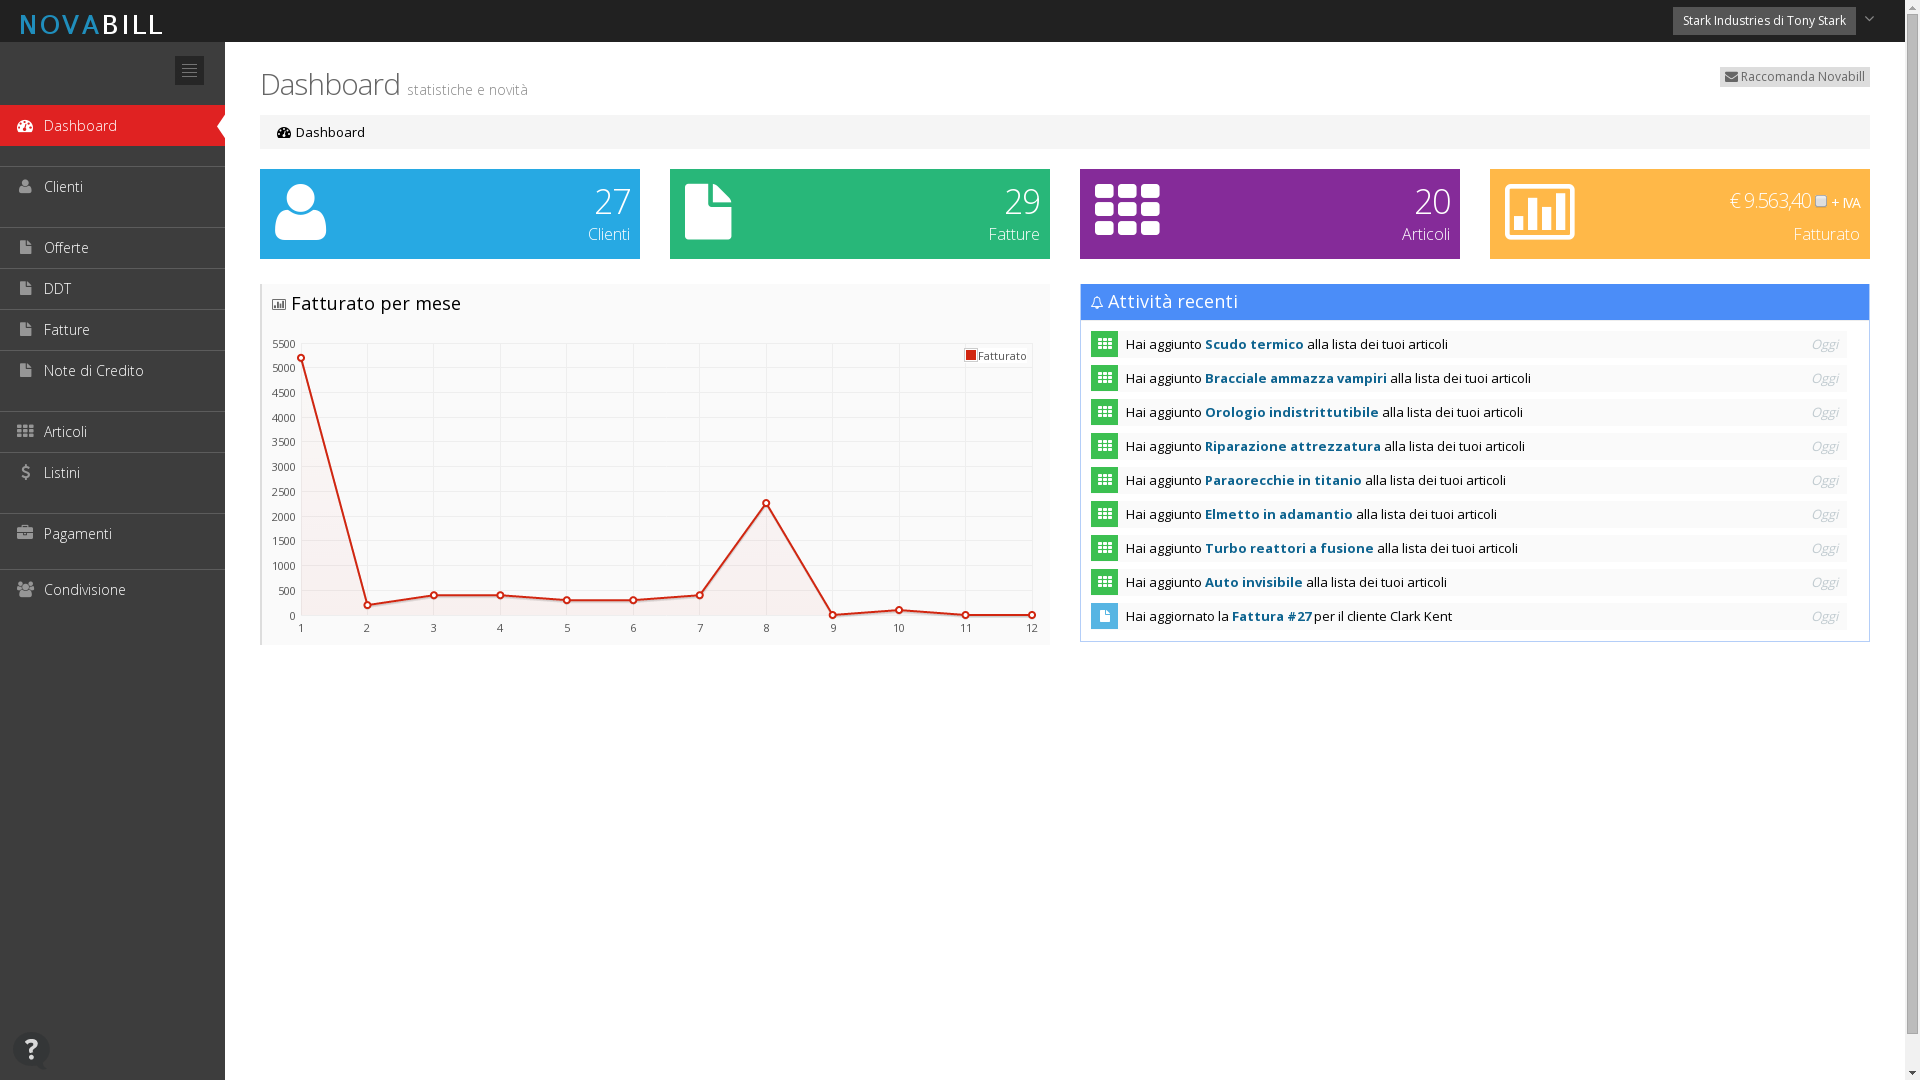 NOVABILL
Stark Industries di Tony Stark
Dashboard
Clienti
Offerte
DDT
Fatture
Note di Credito
Articoli
Listini
Pagamenti
Condivisione
?
Dashboard statistiche e novità
Raccomanda Novabill
Dashboard
27
Clienti
29
Fatture
20
Articoli
€ 9.563,40 + IVA
Fatturato
Fatturato per mese
Fatturato
5500
5000
4500
4000
3500
3000
2500
2000
1500
1000
500
0
1 2 3 4 5 6 7 8 9 10 11 12
Attività recenti
Hai aggiunto Scudo termico alla lista dei tuoi articoli Oggi
Hai aggiunto Bracciale ammazza vampiri alla lista dei tuoi articoli Oggi
Hai aggiunto Orologio indistrittutibile alla lista dei tuoi articoli Oggi
Hai aggiunto Riparazione attrezzatura alla lista dei tuoi articoli Oggi
Hai aggiunto Paraorecchie in titanio alla lista dei tuoi articoli Oggi
Hai aggiunto Elmetto in adamantio alla lista dei tuoi articoli Oggi
Hai aggiunto Turbo reattori a fusione alla lista dei tuoi articoli Oggi
Hai aggiunto Auto invisibile alla lista dei tuoi articoli Oggi
Hai aggiornato la Fattura #27 per il cliente Clark Kent Oggi